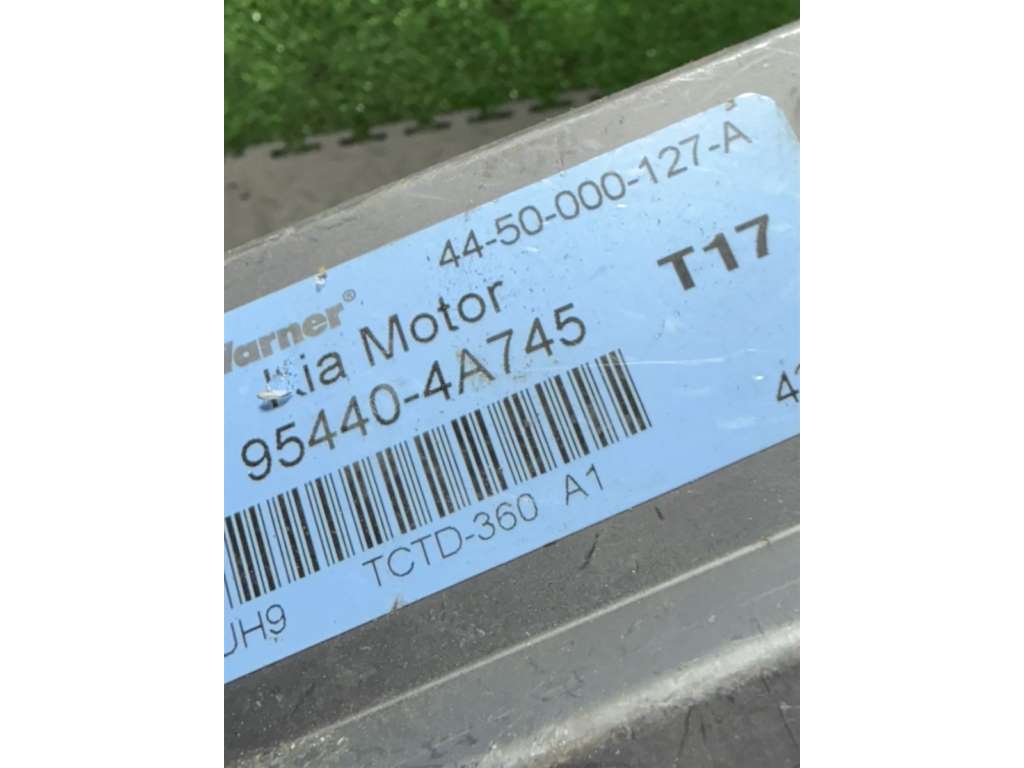 44-50-000-127-A
Warner®
Kia Motor
T17
95440-4A745
TCTD-360 A1
UH9